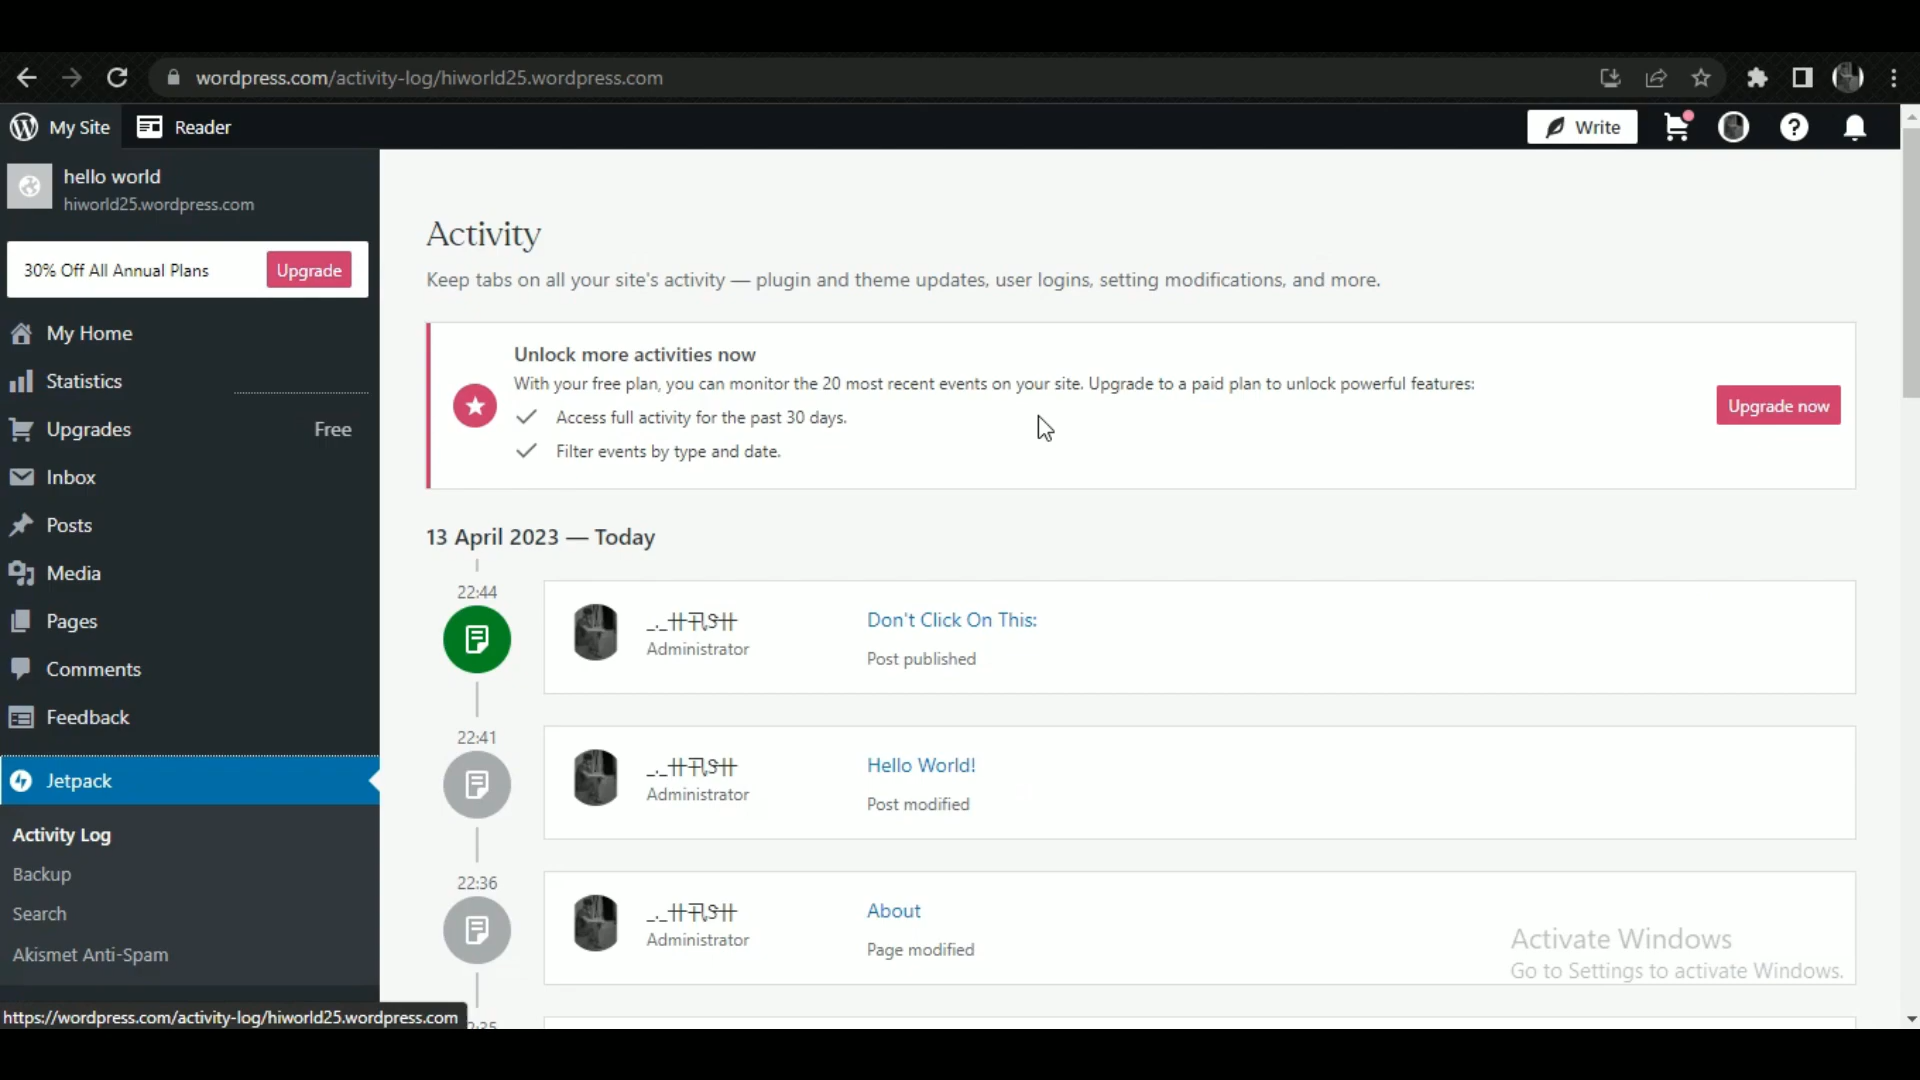 wordpress.com/activity-log/hiworld25.wordpress.com
My Site
Reader
Write
hello world
hiworld25.wordpress.com
30% Off All Annual Plans
Upgrade
My Home
Statistics
Upgrades
Free
Inbox
Posts
Media
Pages
Comments
Feedback
Jetpack
Activity Log
Backup
Search
Akismet Anti-Spam
https://wordpress.com/activity-log/hiworld25.wordpress.com
Activity
Keep tabs on all your site's activity — plugin and theme updates, user logins, setting modifications, and more.
Unlock more activities now
With your free plan, you can monitor the 20 most recent events on your site. Upgrade to a paid plan to unlock powerful features:
Access full activity for the past 30 days.
Filter events by type and date.
Upgrade now
13 April 2023 — Today
22:44
Administrator
Don't Click On This:
Post published
22:41
Administrator
Hello World!
Post modified
22:36
Administrator
About
Page modified
Activate Windows
Go to Settings to activate Windows.